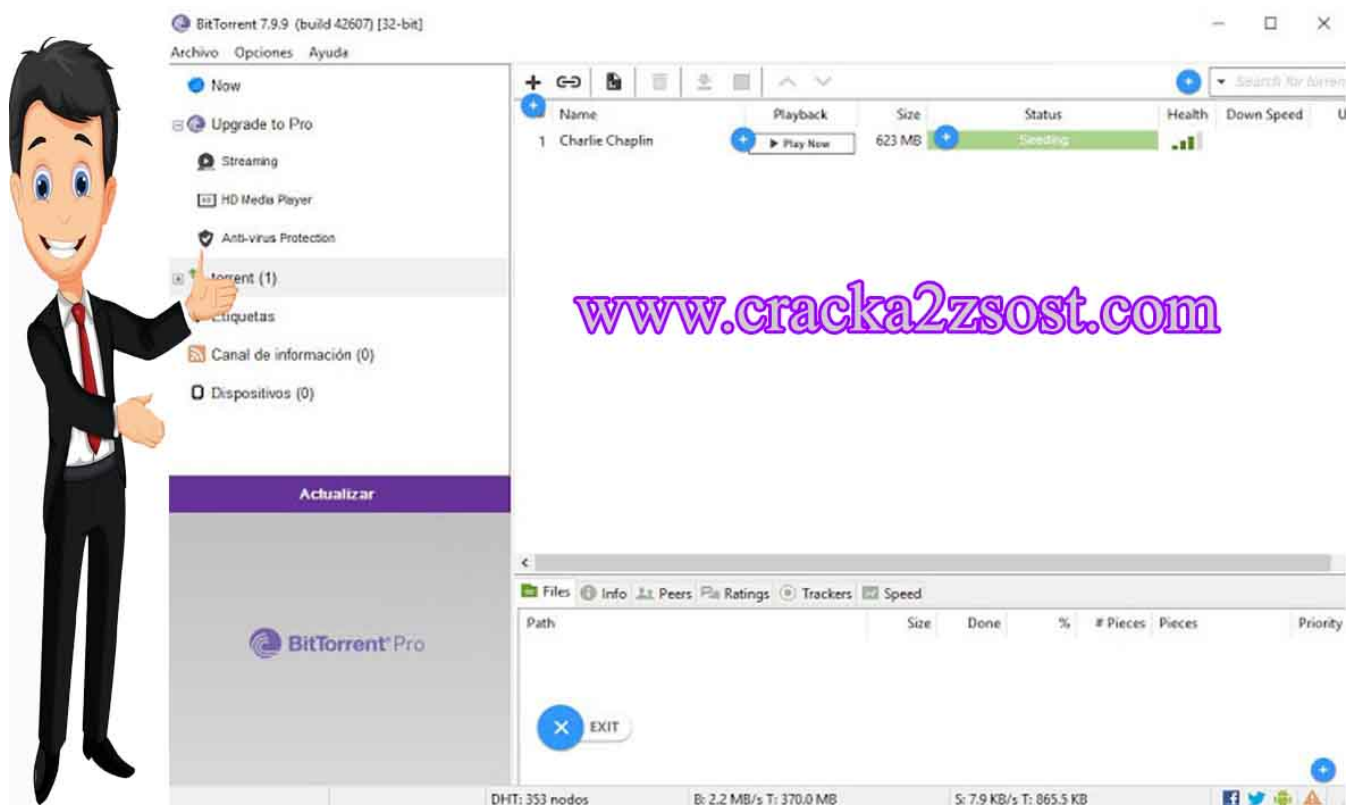 BitTorrent 7.9.9 (build 42607) [32-bit]
Archivo Opciones Ayuda
Now
Upgrade to Pro
Streaming
HD Media Player
Anti-virus Protection
torrent (1)
Etiquetas
Canal de información (0)
Dispositivos (0)
Actualizar
BitTorrent® Pro
Search for torren
Name Playback Size Status Health Down Speed U
1 Charlie Chaplin Play Now 623 MB Seeding
www.cracka2zsost.com
Files Info Peers Ratings Trackers Speed
Path Size Done % # Pieces Pieces Priority
EXIT
DHT: 353 nodos B: 2.2 MB/s T: 370.0 MB S: 7.9 KB/s T: 865.5 KB